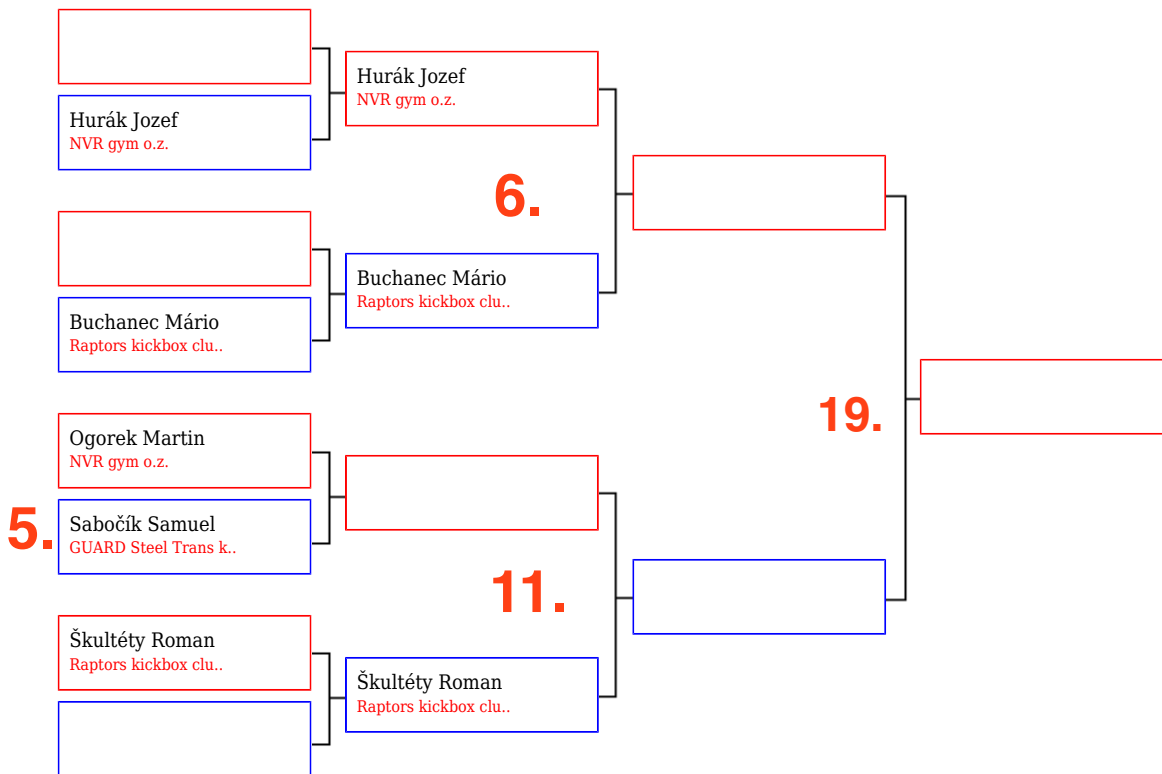 Hurák Jozef
NVR gym o.z.
Hurák Jozef
NVR gym o.z.
6.
Buchanec Mário
Raptors kickbox clu..
Buchanec Mário
Raptors kickbox clu..
19.
Ogorek Martin
NVR gym o.z.
5.
Sabočík Samuel
GUARD Steel Trans k..
11.
Škultéty Roman
Raptors kickbox clu..
Škultéty Roman
Raptors kickbox clu..